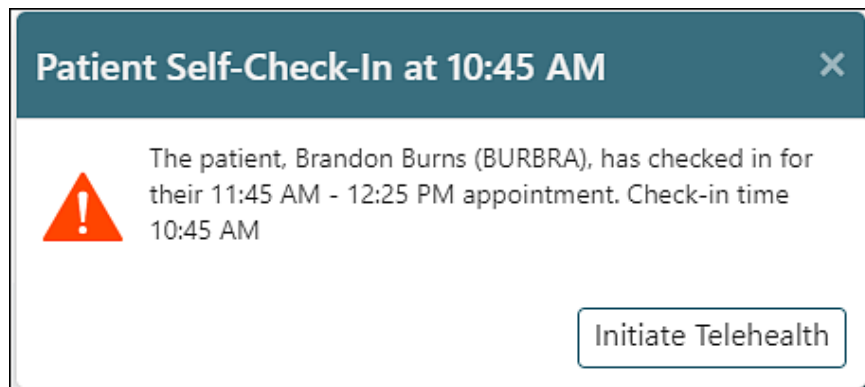 Patient Self-Check-In at 10:45 AM
The patient, Brandon Burns (BURBRA), has checked in for
their 11:45 AM - 12:25 PM appointment. Check-in time
10:45 AM
Initiate Telehealth